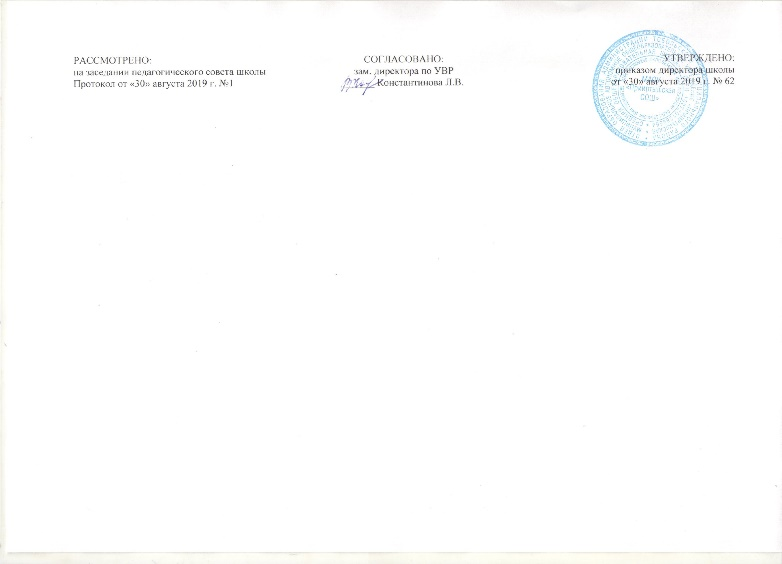 РАССМОТРЕНО:
на заседании педагогического совета школы
Протокол от «30» августа 2019 г. №1
СОГЛАСОВАНО:
зам. директора по УВР
Константинова Л.В.
УТВЕРЖДЕНО:
приказом директора школы
от «30» августа 2019 г. № 62